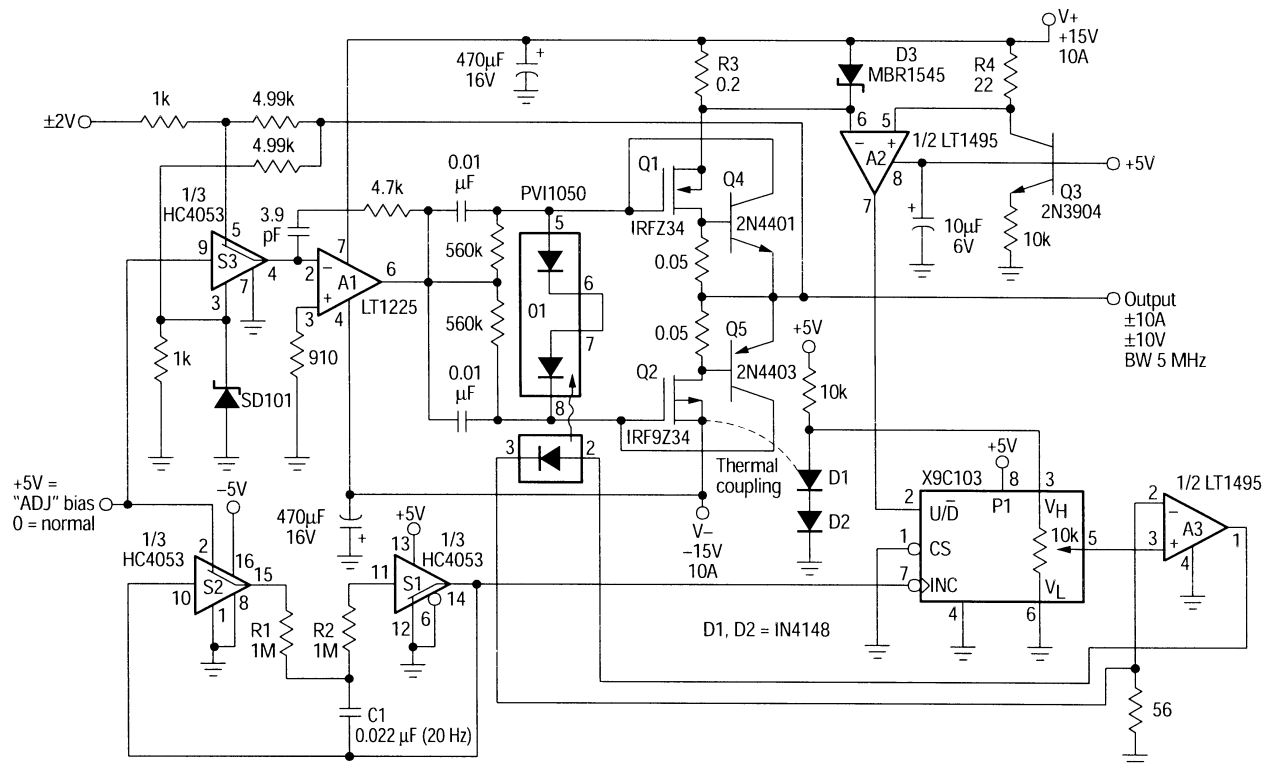 V+
+15V
10A
470μF
16V
+
R3
0.2
D3
MBR1545
R4
22
±2V
1k
4.99k
4.99k
6
5
−
+
A2
8
7
1/2 LT1495
+5V
Q1
Q4
0.01
μF
PVI1050
4.7k
1/3
HC4053
3.9
pF
5
2N4401
IRFZ34
+
10μF
6V
Q3
2N3904
10k
9
5
S3
4
7
3
2
−
7
A1
6
+
3
4
LT1225
560k
560k
6
01
7
8
0.05
0.05
Output
±10A
±10V
BW 5 MHz
+5V
10k
1k
910
SD101
0.01
μF
Q2
Q5
2N4403
IRF9Z34
3
2
Thermal
coupling
D1
D2
+5V
X9C103
P1
8
3
2
U/D̅
VH
10k
5
1
CS
7
INC
VL
4
6
1/2 LT1495
2
−
3
+
A3
1
4
+5V =
"ADJ" bias
0 = normal
−5V
470μF
16V
+
V−
−15V
10A
1/3
HC4053
2
16
15
S2
10
1
8
+5V
13
1/3
HC4053
11
S1
14
6
12
R1
1M
R2
1M
D1, D2 = IN4148
C1
0.022 μF (20 Hz)
56